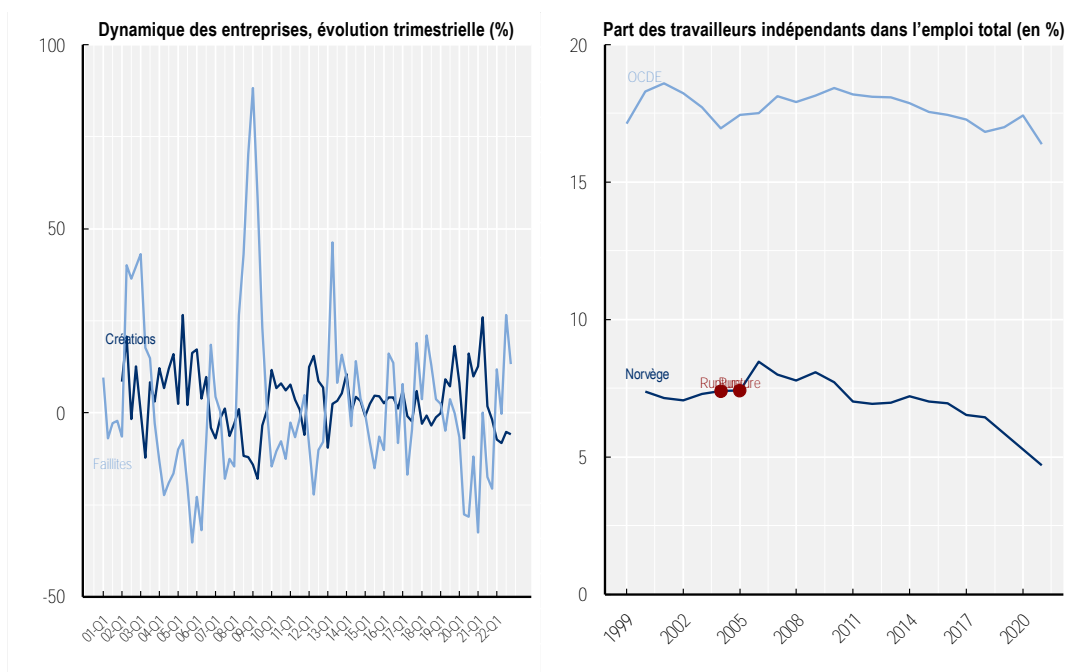 Dynamique des entreprises, évolution trimestrielle (%)
100
50
0
-50
Créations
Faillites
01-Q1
02-Q1
03-Q1
04-Q1
05-Q1
06-Q1
07-Q1
08-Q1
09-Q1
10-Q1
11-Q1
12-Q1
13-Q1
14-Q1
15-Q1
16-Q1
17-Q1
18-Q1
19-Q1
20-Q1
21-Q1
22-Q1
Part des travailleurs indépendants dans l'emploi total (en %)
20
15
10
5
0
OCDE
Norvège
Rupture
Rupture
1999
2002
2005
2008
2011
2014
2017
2020